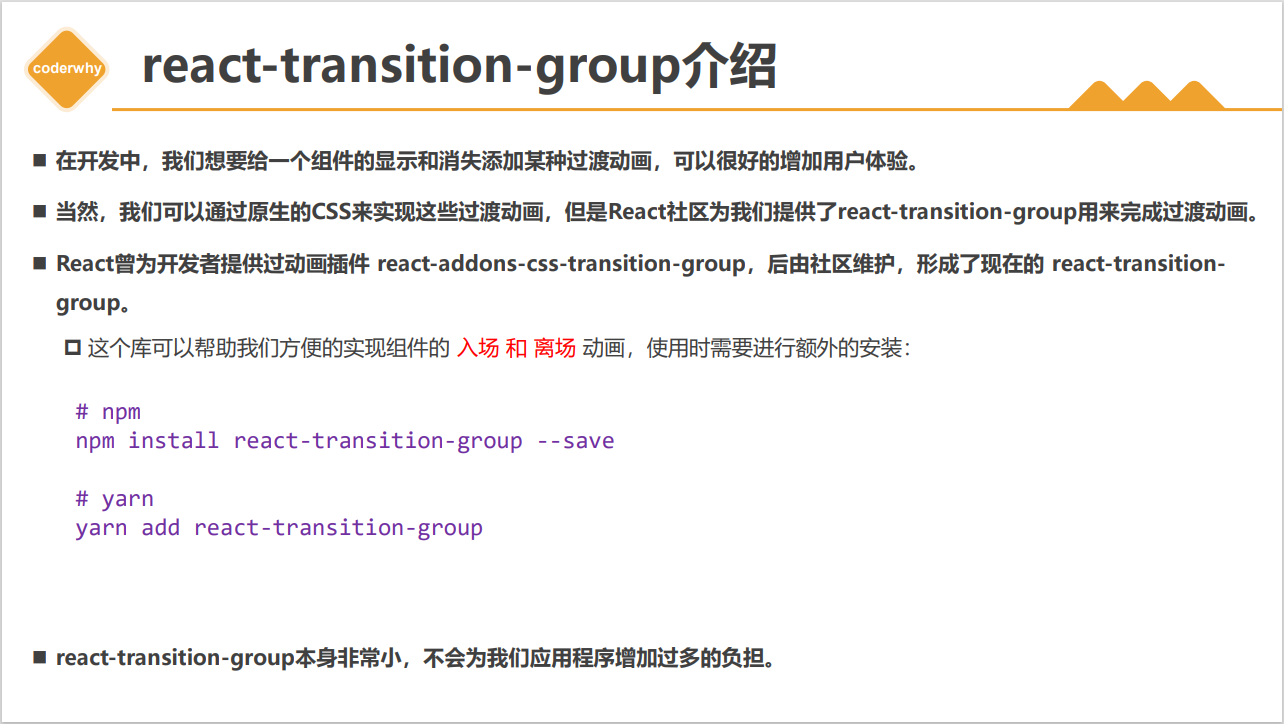 coderwhy
react-transition-group介绍
在开发中，我们想要给一个组件的显示和消失添加某种过渡动画，可以很好的增加用户体验。
当然，我们可以通过原生的CSS来实现这些过渡动画，但是React社区为我们提供了react-transition-group用来完成过渡动画。
React曾为开发者提供过动画插件 react-addons-css-transition-group，后由社区维护，形成了现在的 react-transition-
group。
这个库可以帮助我们方便的实现组件的 入场 和 离场 动画，使用时需要进行额外的安装：
# npm
npm install react-transition-group --save
# yarn
yarn add react-transition-group
react-transition-group本身非常小，不会为我们应用程序增加过多的负担。